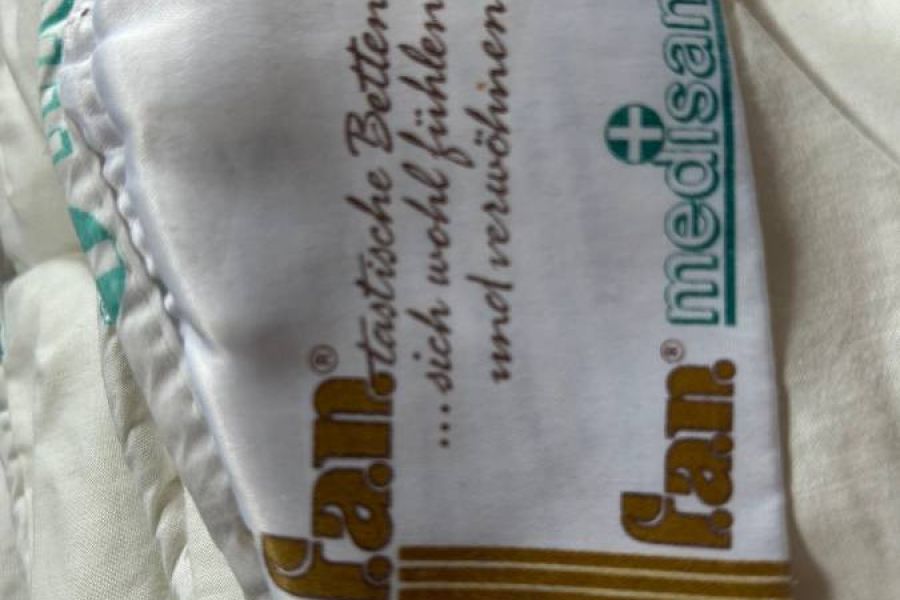 f.a.n.® tastische Betten
...sich wohl fühlen
und verwöhnen
f.a.n.® medisan